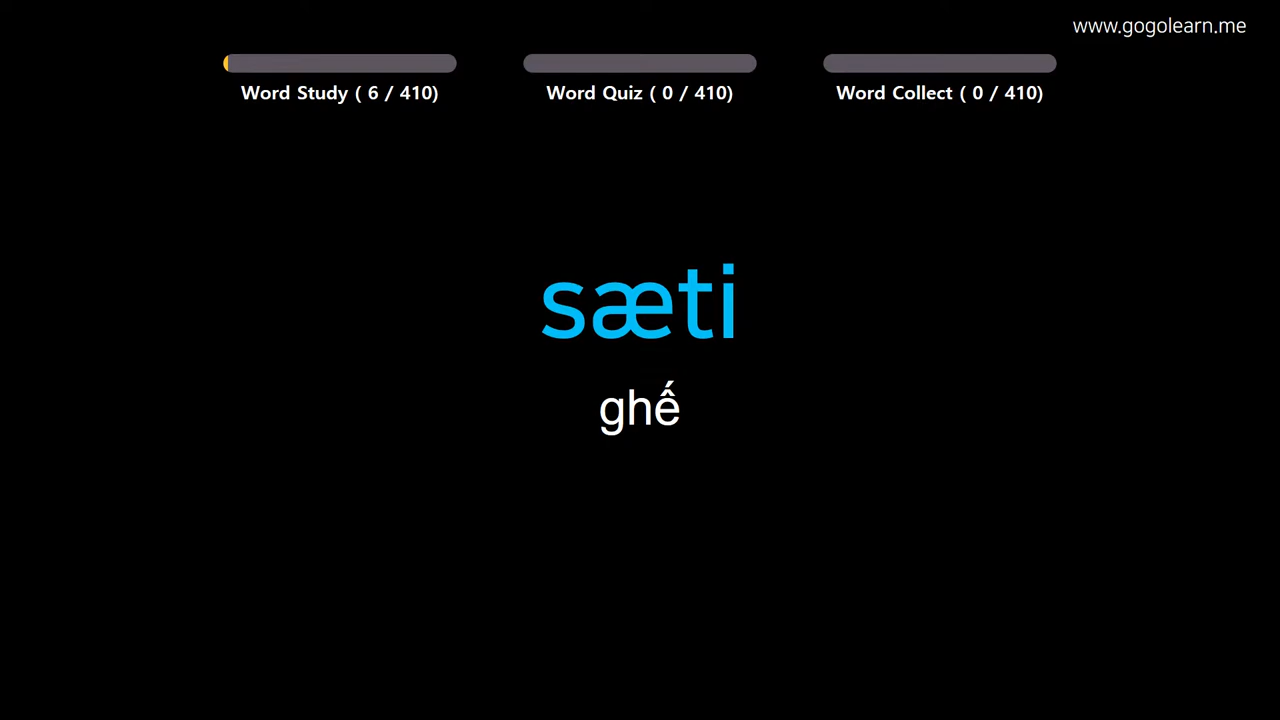 www.gogolearn.me
Word Study ( 6 / 410)
Word Quiz ( 0 / 410)
Word Collect ( 0 / 410)
sæti
ghế